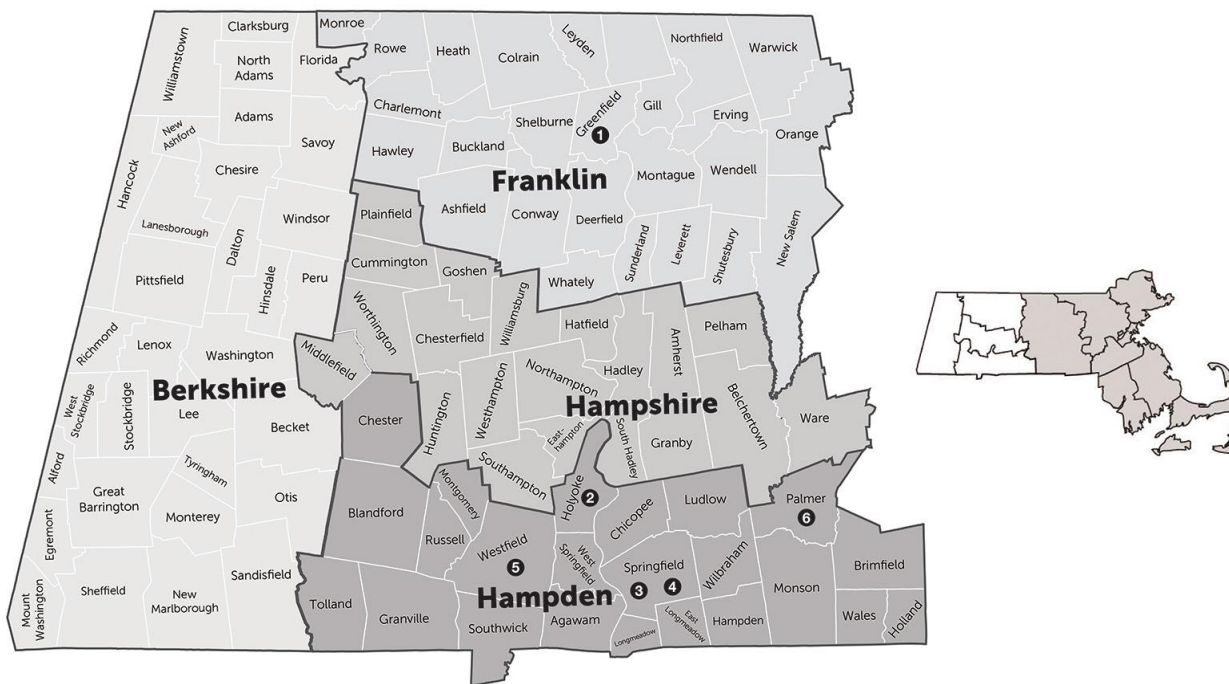 Clarksburg
Monroe
Williamstown
North
Adams
Florida
Rowe
Heath
Colrain
Leyden
Northfield
Warwick
Adams
New
Ashford
Savoy
Charlemont
Shelburne
Greenfield
1
Gill
Erving
Orange
Hancock
Chesire
Hawley
Buckland
Franklin
Montague
Wendell
Lanesborough
Dalton
Windsor
Plainfield
Ashfield
Conway
Deerfield
Sunderland
Leverett
Shutesbury
New Salem
Pittsfield
Hinsdale
Peru
Cummington
Goshen
Whately
Richmond
Lenox
Washington
Middlefield
Worthington
Chesterfield
Williamsburg
Hatfield
Amherst
Pelham
Hadley
West
Stockbridge
Stockbridge
Berkshire
Lee
Becket
Chester
Huntington
Westhampton
Northampton
Hampshire
East-
hampton
South Hadley
Granby
Belchertown
Ware
Alford
Great
Barrington
Tyringham
Monterey
Otis
Blandford
Montgomery
Southampton
Holyoke
2
Chicopee
Ludlow
Palmer
6
Egremont
Russell
Westfield
5
West
Springfield
Springfield
3
4
Wilbraham
Monson
Brimfield
Mount
Washington
Sheffield
New
Marlborough
Sandisfield
Tolland
Granville
Hampden
Southwick
Agawam
Longmeadow
East
Longmeadow
Hampden
Wales
Holland